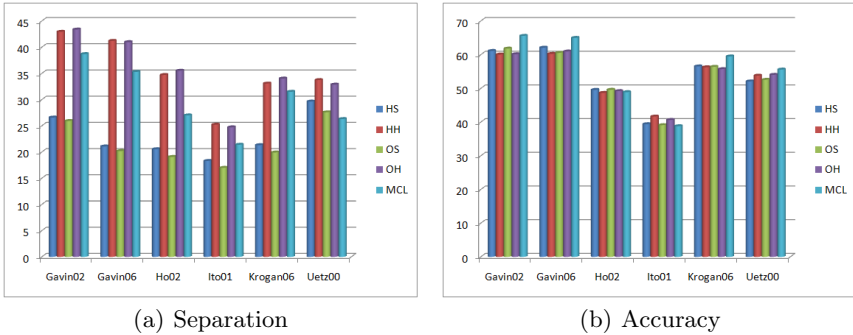 45
40
35
30
25
20
15
10
5
0
Gavin02 Gavin06 Ho02 Ito01 Krogan06 Uetz00
HS
HH
OS
OH
MCL
(a) Separation
70
60
50
40
30
20
10
0
Gavin02 Gavin06 Ho02 Ito01 Krogan06 Uetz00
HS
HH
OS
OH
MCL
(b) Accuracy